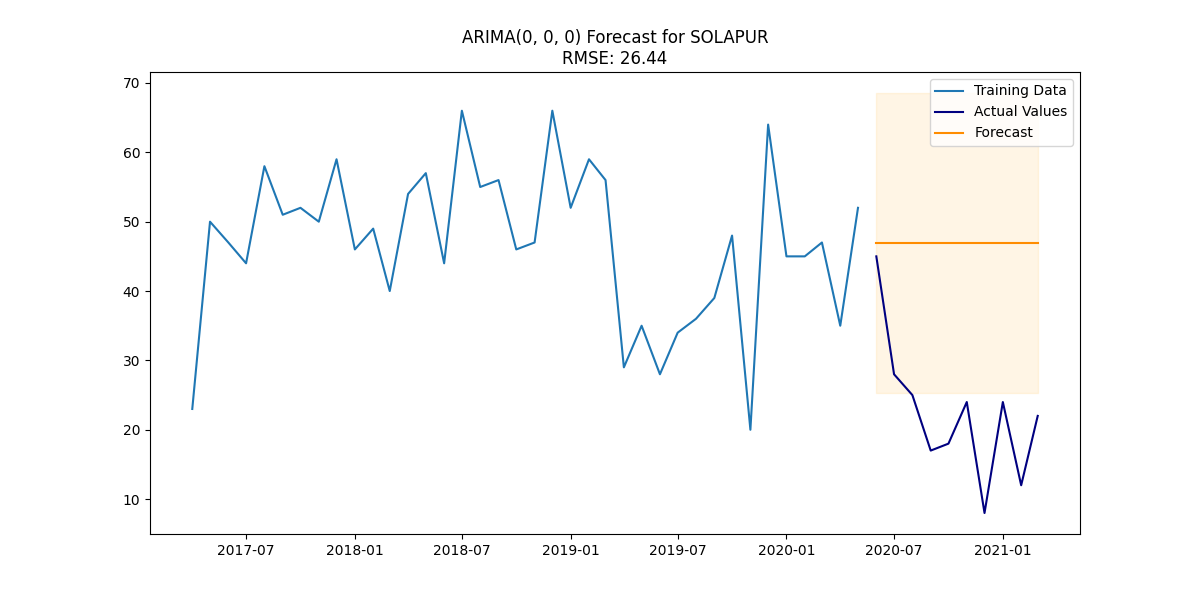 ARIMA(0, 0, 0) Forecast for SOLAPUR
RMSE: 26.44
Training Data
Actual Values
Forecast
70
60
50
40
30
20
10
2017-07 2018-01 2018-07 2019-01 2019-07 2020-01 2020-07 2021-01